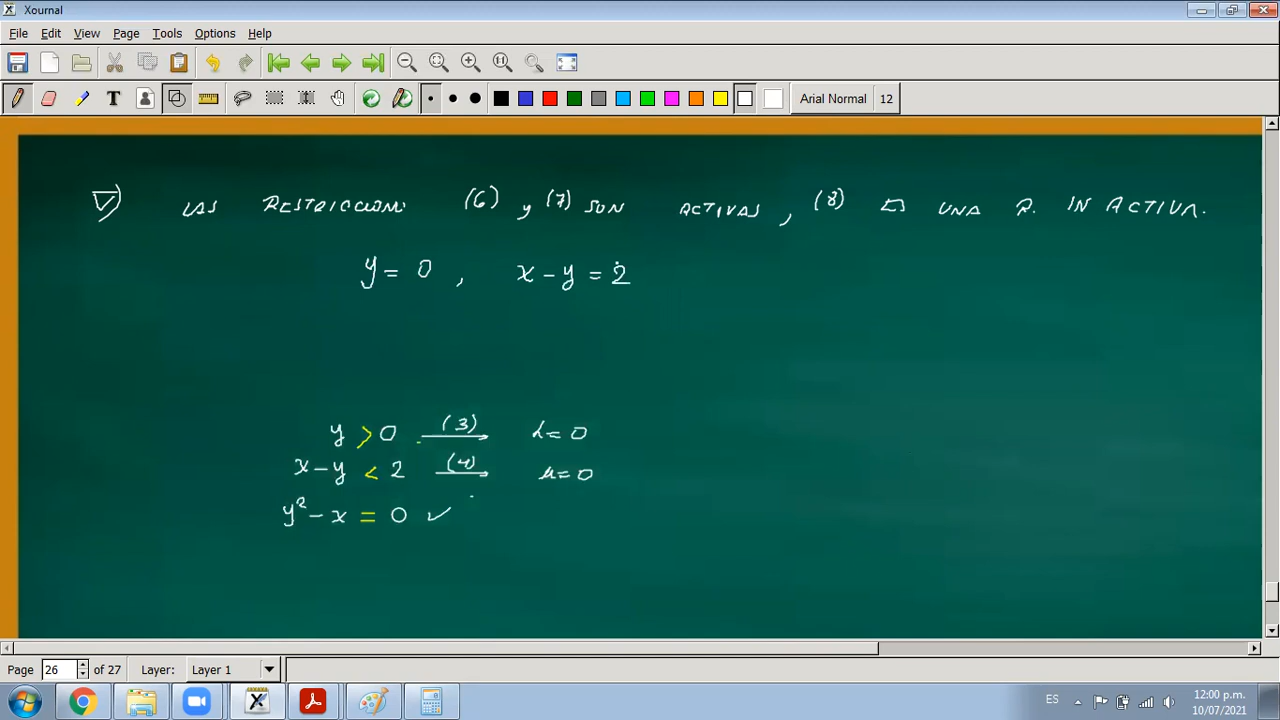 Xournal
File Edit View Page Tools Options Help
Arial Normal 12
V) LAS RESTRICCION: (6) y (7) SON ACTIVAS, (8) ES UNA R. INACTIVA.
y = 0 , x - y = 2
y > 0 (3) → λ = 0
x - y < 2 (4) → μ = 0
y² - x = 0 ✓
Page 26 of 27 Layer: Layer 1
ES 12:00 p.m.
10/07/2021